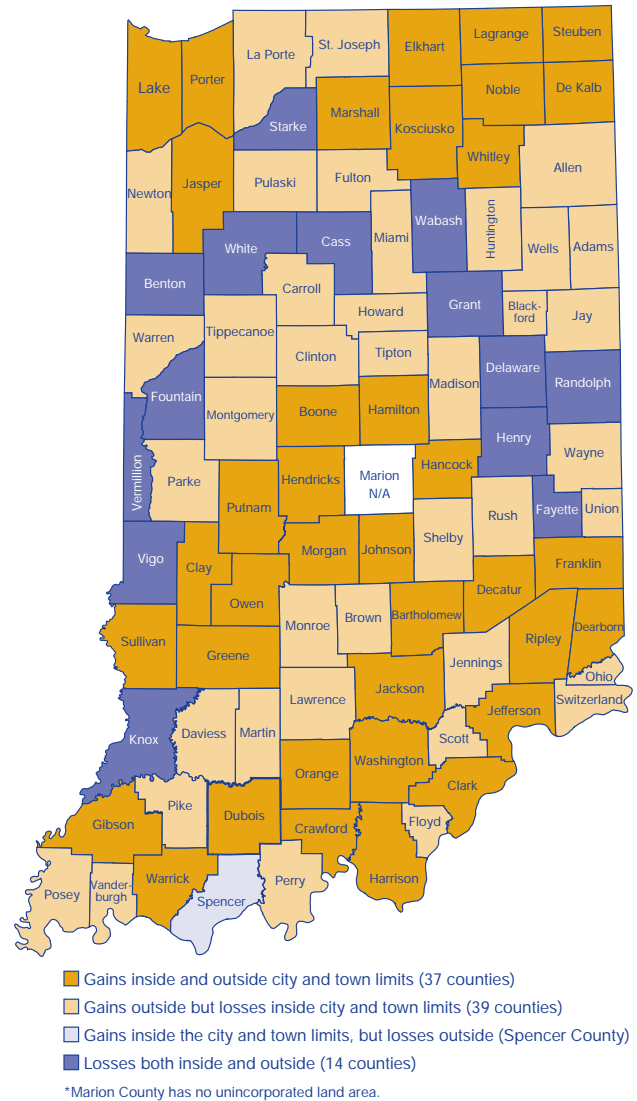 La Porte
St. Joseph
Elkhart
Lagrange
Steuben
Lake
Porter
Noble
De Kalb
Starke
Marshall
Kosciusko
Whitley
Allen
Newton
Jasper
Pulaski
Fulton
Miami
Wabash
Huntington
Wells
Adams
White
Cass
Benton
Carroll
Grant
Black-
ford
Jay
Howard
Warren
Tippecanoe
Clinton
Tipton
Madison
Delaware
Randolph
Fountain
Montgomery
Boone
Hamilton
Henry
Wayne
Vermillion
Parke
Putnam
Hendricks
Marion
N/A
Hancock
Rush
Fayette
Union
Vigo
Clay
Morgan
Johnson
Shelby
Franklin
Owen
Decatur
Sullivan
Greene
Monroe
Brown
Bartholomew
Jennings
Ripley
Dearborn
Ohio
Switzerland
Lawrence
Jackson
Jefferson
Knox
Daviess
Martin
Scott
Orange
Washington
Clark
Pike
Gibson
Dubois
Crawford
Floyd
Harrison
Posey
Vander-
burgh
Warrick
Spencer
Perry
Gains inside and outside city and town limits (37 counties)
Gains outside but losses inside city and town limits (39 counties)
Gains inside the city and town limits, but losses outside (Spencer County)
Losses both inside and outside (14 counties)
*Marion County has no unincorporated land area.